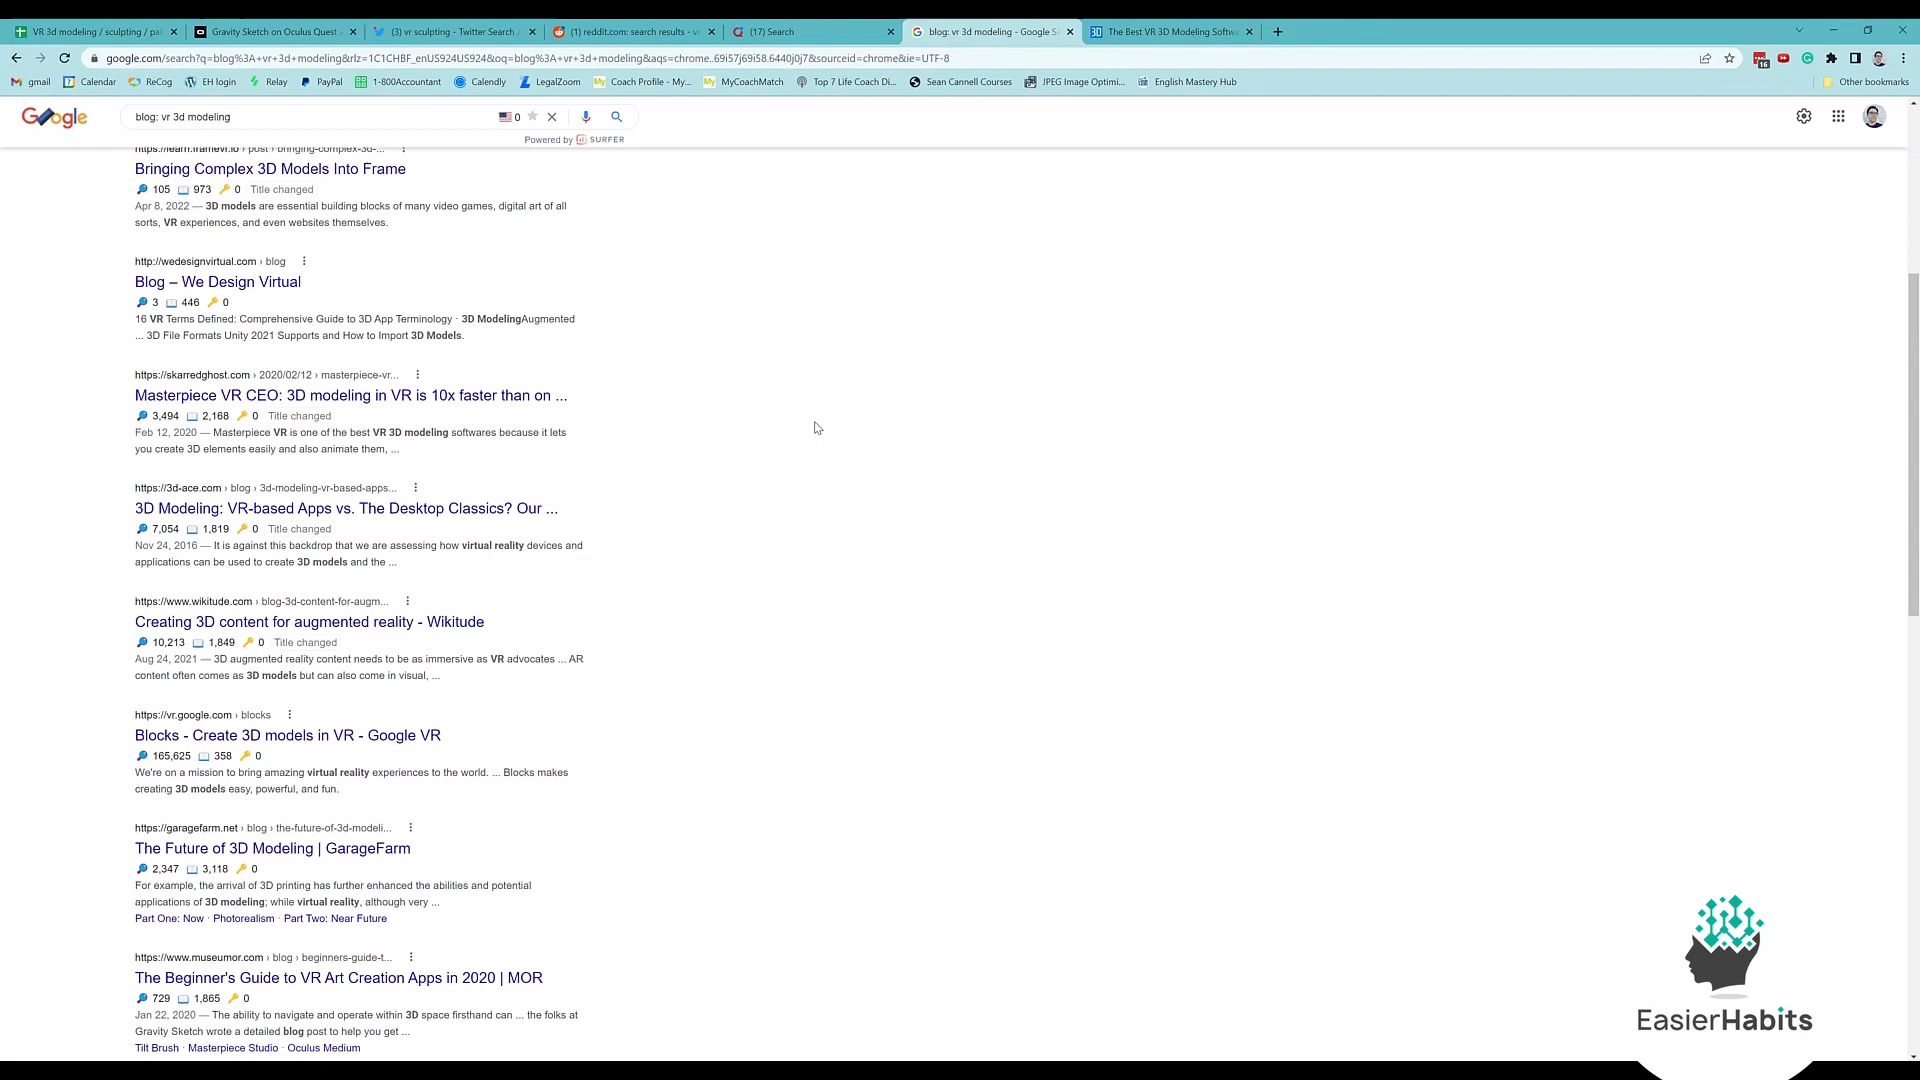 VR 3d modeling / sculpting / pai
Gravity Sketch on Oculus Quest
(3) vr sculpting - Twitter Search /
(1) reddit.com: search results - v
(17) Search
blog: vr 3d modeling - Google Se
The Best VR 3D Modeling Softwa
google.com/search?q=blog%3A+vr+3d+modeling&rlz=1C1CHBF_enUS924US924&oq=blog%3A+vr+3d+modeling&aqs=chrome..69i57j69i58.6440j0j7&sourceid=chrome&ie=UTF-8
16
gmail
Calendar
ReCog
EH login
Relay
PayPal
1-800Accountant
Calendly
LegalZoom
Coach Profile - My...
MyCoachMatch
Top 7 Life Coach Di...
Sean Cannell Courses
JPEG Image Optimi...
English Mastery Hub
Other bookmarks
Google
blog: vr 3d modeling
0
Powered by SURFER
https://learn.framevr.io › post › bringing-complex-3d-...
Bringing Complex 3D Models Into Frame
105 973 0 Title changed
Apr 8, 2022 — 3D models are essential building blocks of many video games, digital art of all
sorts, VR experiences, and even websites themselves.
http://wedesignvirtual.com › blog
Blog – We Design Virtual
3 446 0
16 VR Terms Defined: Comprehensive Guide to 3D App Terminology · 3D ModelingAugmented
... 3D File Formats Unity 2021 Supports and How to Import 3D Models.
https://skarredghost.com › 2020/02/12 › masterpiece-vr...
Masterpiece VR CEO: 3D modeling in VR is 10x faster than on ...
3,494 2,168 0 Title changed
Feb 12, 2020 — Masterpiece VR is one of the best VR 3D modeling softwares because it lets
you create 3D elements easily and also animate them, ...
https://3d-ace.com › blog › 3d-modeling-vr-based-apps...
3D Modeling: VR-based Apps vs. The Desktop Classics? Our ...
7,054 1,819 0 Title changed
Nov 24, 2016 — It is against this backdrop that we are assessing how virtual reality devices and
applications can be used to create 3D models and the ...
https://www.wikitude.com › blog-3d-content-for-augm...
Creating 3D content for augmented reality - Wikitude
10,213 1,849 0 Title changed
Aug 24, 2021 — 3D augmented reality content needs to be as immersive as VR advocates ... AR
content often comes as 3D models but can also come in visual, ...
https://vr.google.com › blocks
Blocks - Create 3D models in VR - Google VR
165,625 358 0
We're on a mission to bring amazing virtual reality experiences to the world. ... Blocks makes
creating 3D models easy, powerful, and fun.
https://garagefarm.net › blog › the-future-of-3d-modeli...
The Future of 3D Modeling | GarageFarm
2,347 3,118 0
For example, the arrival of 3D printing has further enhanced the abilities and potential
applications of 3D modeling; while virtual reality, although very ...
Part One: Now · Photorealism · Part Two: Near Future
https://www.museumor.com › blog › beginners-guide-t...
The Beginner's Guide to VR Art Creation Apps in 2020 | MOR
729 1,865 0
Jan 22, 2020 — The ability to navigate and operate within 3D space firsthand can ... the folks at
Gravity Sketch wrote a detailed blog post to help you get ...
Tilt Brush · Masterpiece Studio · Oculus Medium
EasierHabits